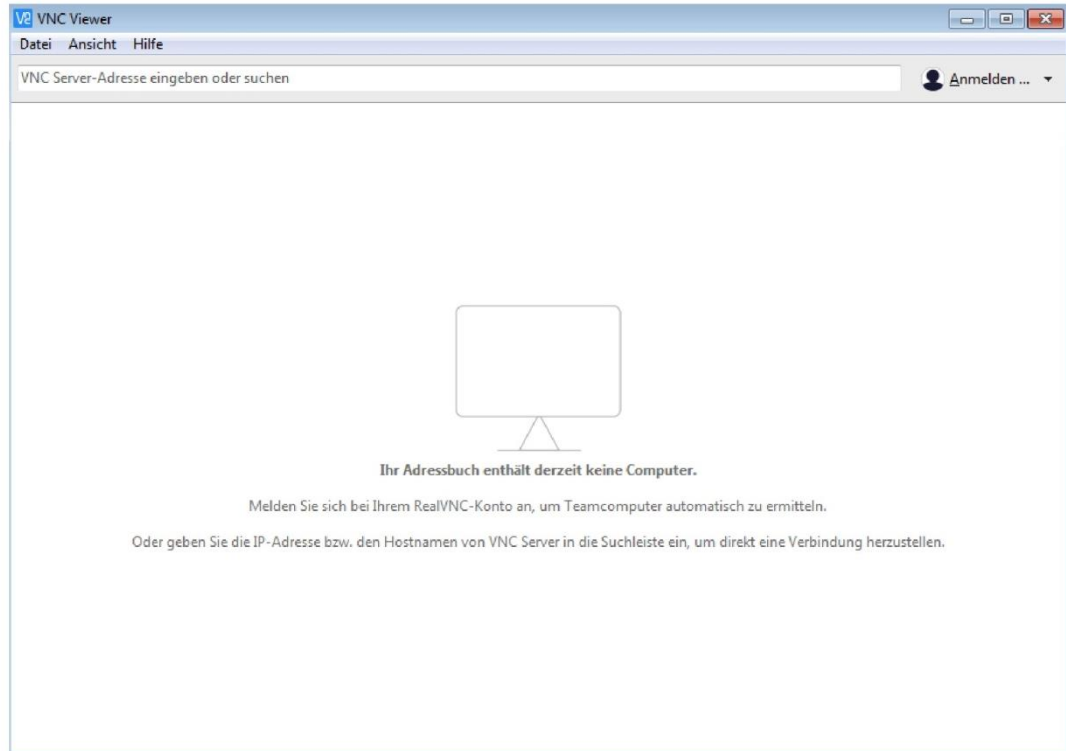 VNC Viewer
Datei Ansicht Hilfe
VNC Server-Adresse eingeben oder suchen
Anmelden ...
Ihr Adressbuch enthält derzeit keine Computer.
Melden Sie sich bei Ihrem RealVNC-Konto an, um Teamcomputer automatisch zu ermitteln.
Oder geben Sie die IP-Adresse bzw. den Hostnamen von VNC Server in die Suchleiste ein, um direkt eine Verbindung herzustellen.